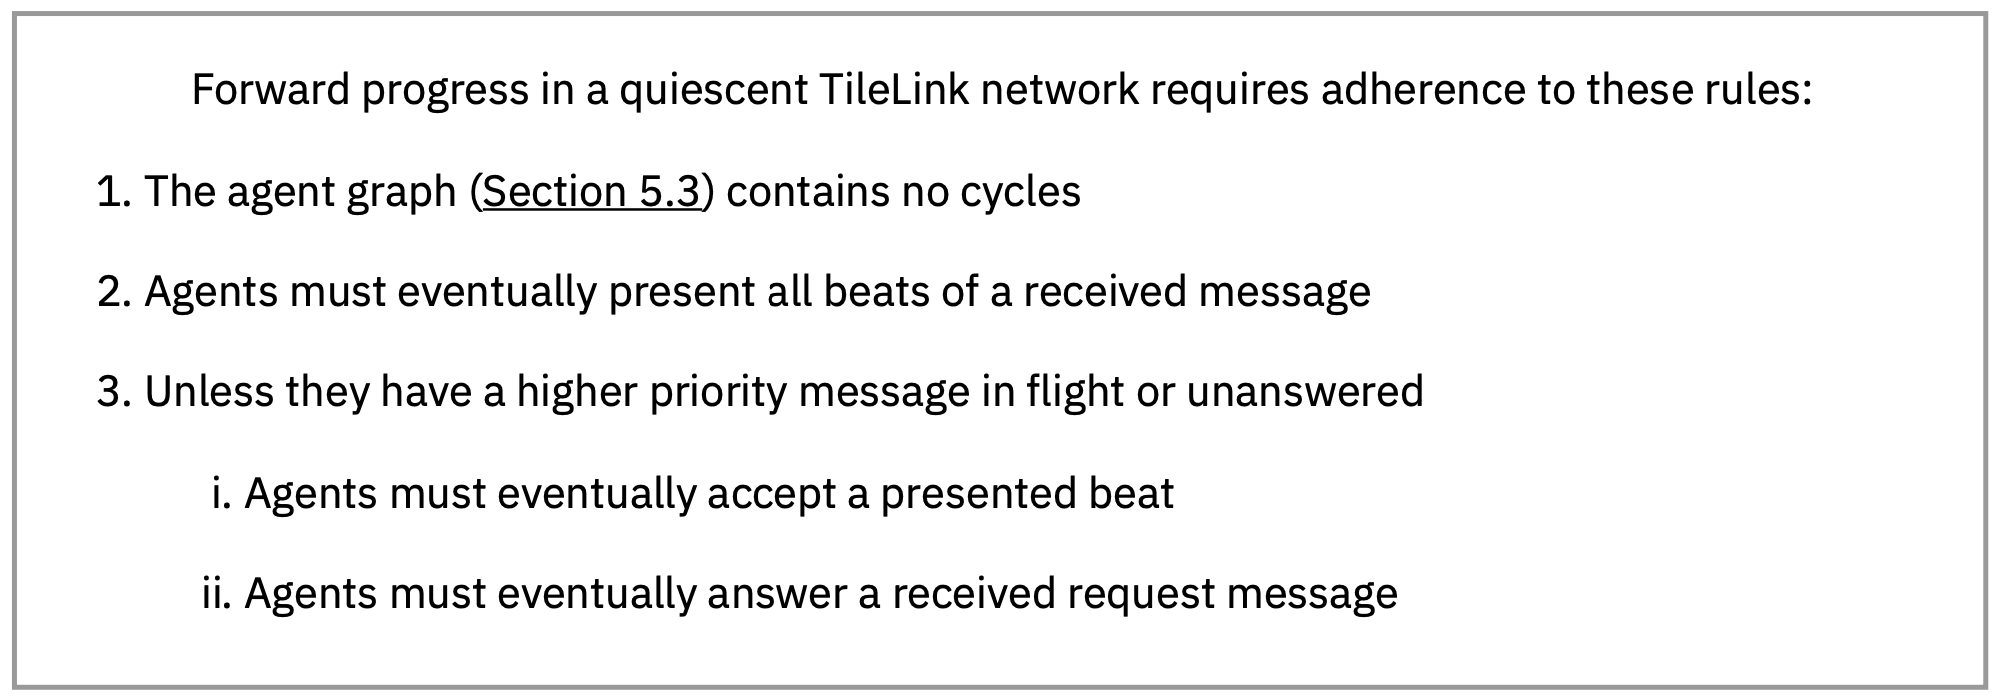 Forward progress in a quiescent TileLink network requires adherence to these rules:
1. The agent graph (Section 5.3) contains no cycles
2. Agents must eventually present all beats of a received message
3. Unless they have a higher priority message in flight or unanswered
i. Agents must eventually accept a presented beat
ii. Agents must eventually answer a received request message